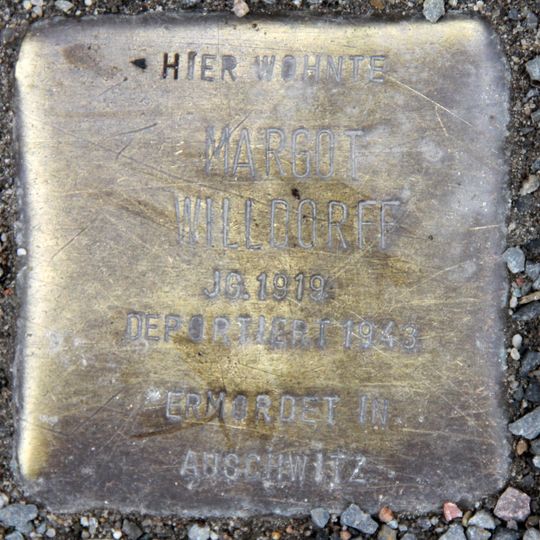 HIER WOHNTE
MARGOT
WILLDORFF
JG. 1919
DEPORTIERT 1943
ERMORDET IN
AUSCHWITZ